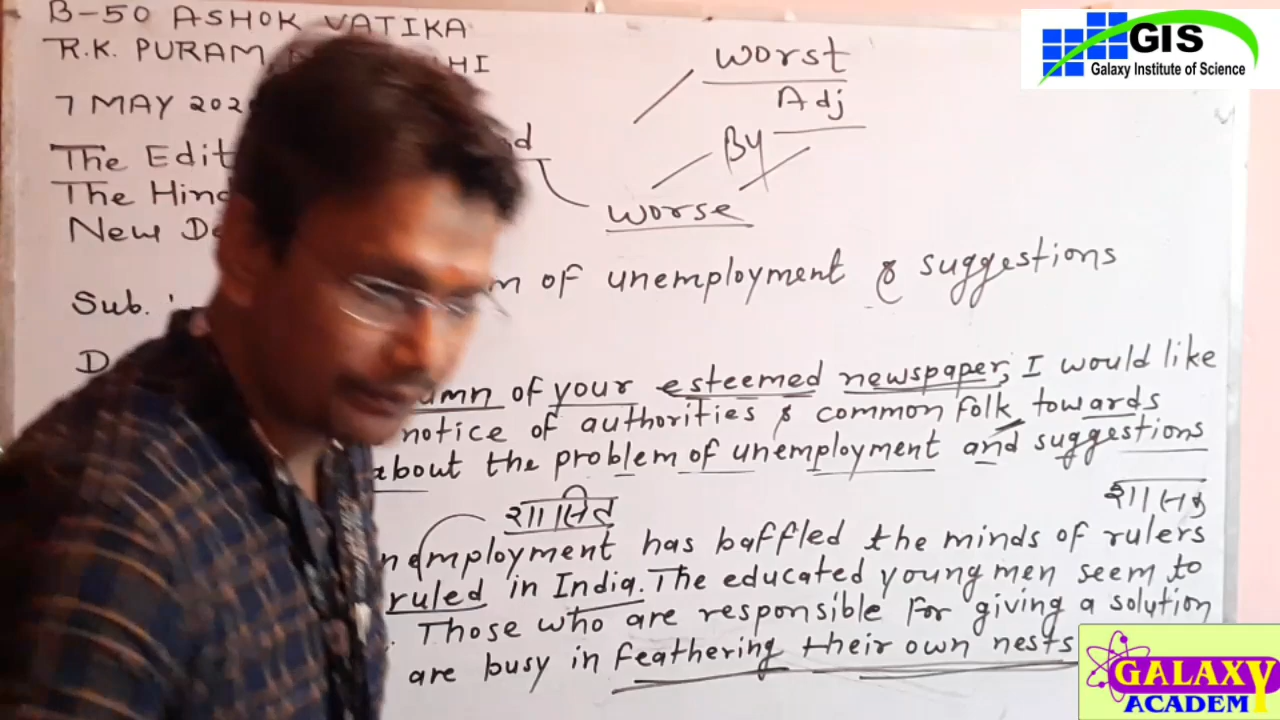 B-50 ASHOK VATIKA
R.K. PURAM, HI
7 MAY 202
The Edit
The Hind
New De
Sub. :
D
worst
Adj
By
worse
m of unemployment & suggestions
umn of your esteemed newspaper, I would like
notice of authorities & common folk towards
about the problem of unemployment and suggestions
शासित शासक
nemployment has baffled the minds of rulers
ruled in India. The educated young men seem to
. Those who are responsible for giving a solution
are busy in feathering their own nests
GIS
Galaxy Institute of Science
GALAXY
ACADEM